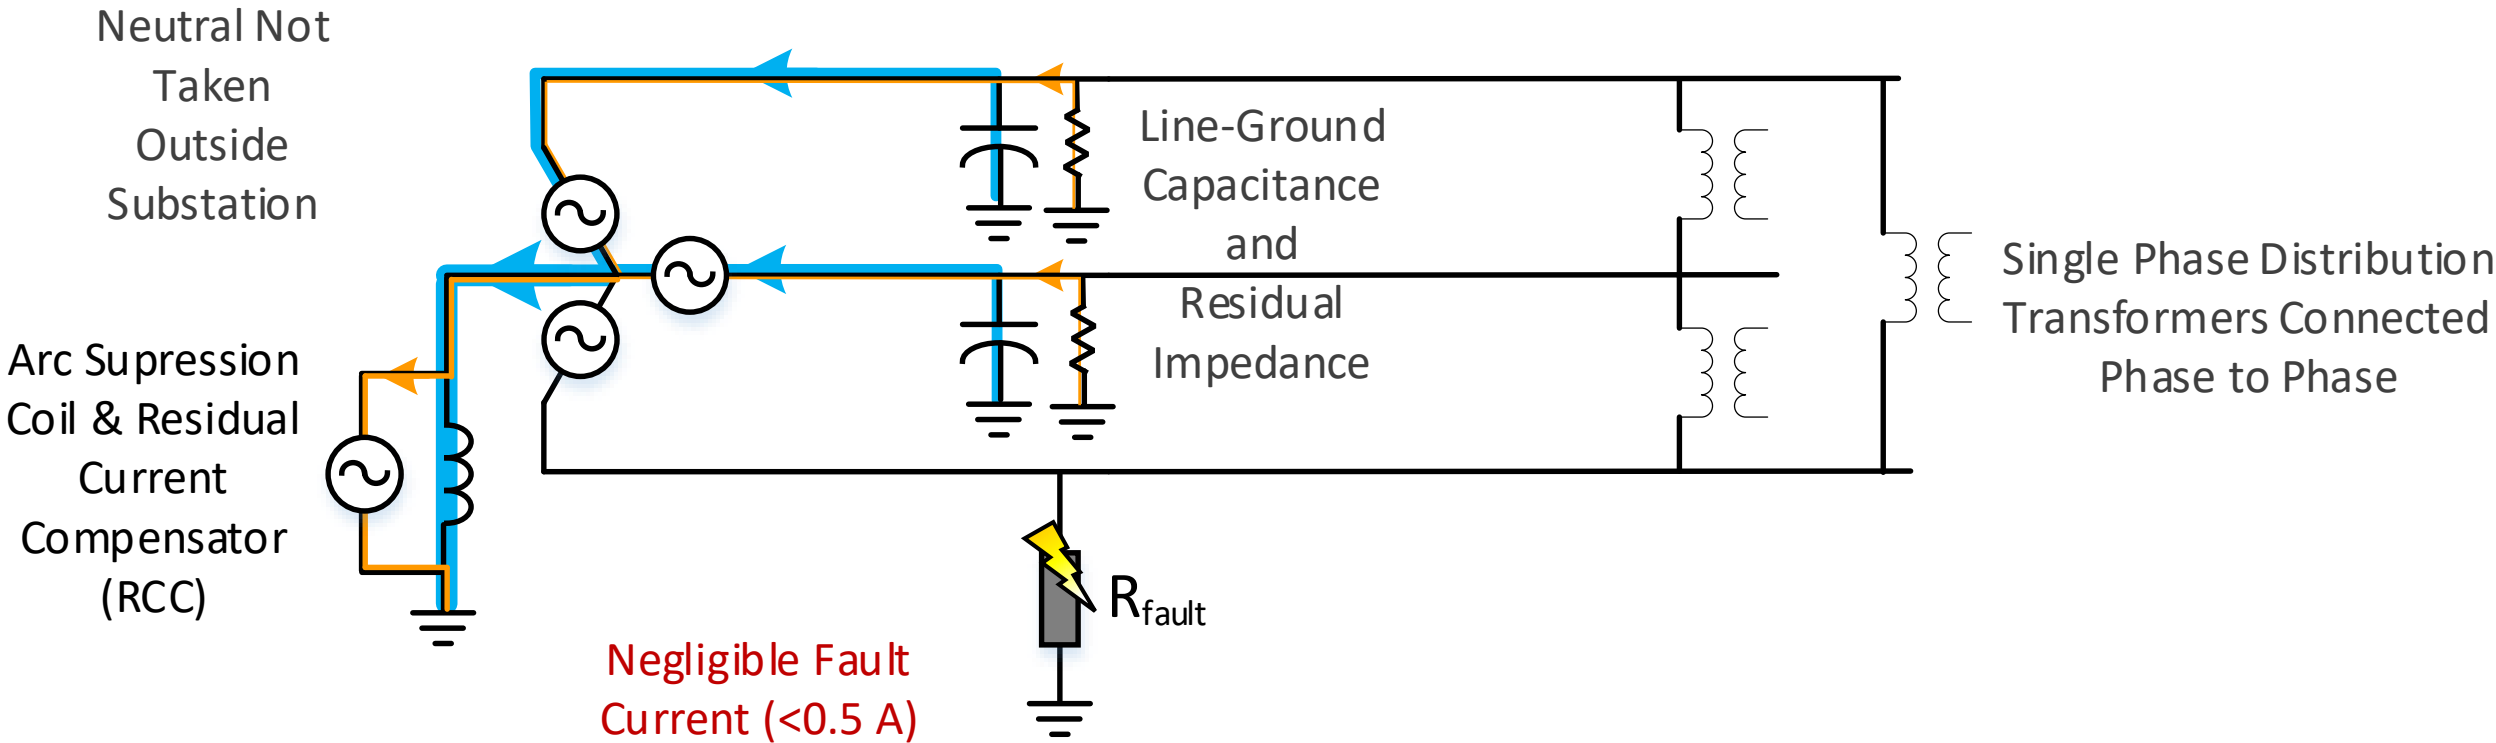 Neutral Not
Taken
Outside
Substation
Arc Supression
Coil & Residual
Current
Compensator
(RCC)
Line-Ground
Capacitance
and
Residual
Impedance
Single Phase Distribution
Transformers Connected
Phase to Phase
Rfault
Negligible Fault
Current (<0.5 A)